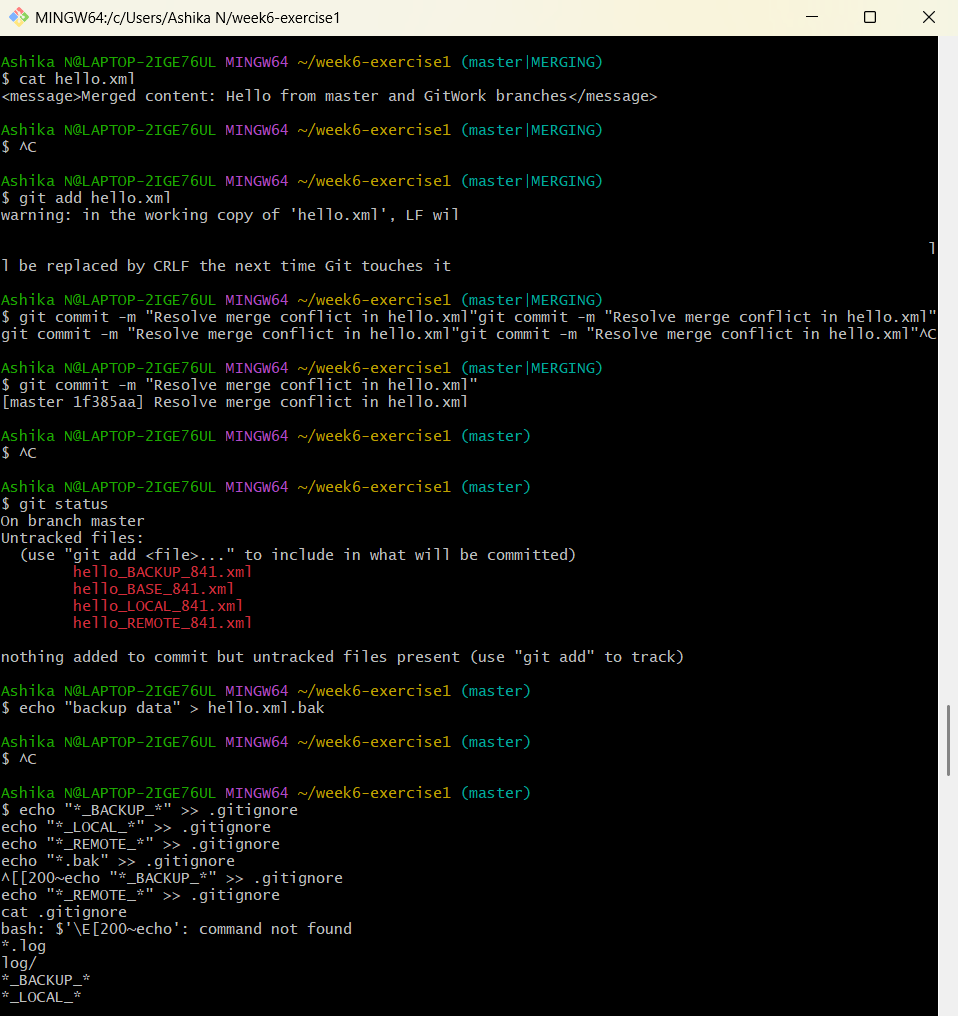 MINGW64:/c/Users/Ashika N/week6-exercise1
Ashika N@LAPTOP-2IGE76UL MINGW64 ~/week6-exercise1 (master|MERGING)
$ cat hello.xml
<message>Merged content: Hello from master and GitWork branches</message>
Ashika N@LAPTOP-2IGE76UL MINGW64 ~/week6-exercise1 (master|MERGING)
$ ^C
Ashika N@LAPTOP-2IGE76UL MINGW64 ~/week6-exercise1 (master|MERGING)
$ git add hello.xml
warning: in the working copy of 'hello.xml', LF wil
l
l be replaced by CRLF the next time Git touches it
Ashika N@LAPTOP-2IGE76UL MINGW64 ~/week6-exercise1 (master|MERGING)
$ git commit -m "Resolve merge conflict in hello.xml"git commit -m "Resolve merge conflict in hello.xml"
git commit -m "Resolve merge conflict in hello.xml"git commit -m "Resolve merge conflict in hello.xml"^C
Ashika N@LAPTOP-2IGE76UL MINGW64 ~/week6-exercise1 (master|MERGING)
$ git commit -m "Resolve merge conflict in hello.xml"
[master 1f385aa] Resolve merge conflict in hello.xml
Ashika N@LAPTOP-2IGE76UL MINGW64 ~/week6-exercise1 (master)
$ ^C
Ashika N@LAPTOP-2IGE76UL MINGW64 ~/week6-exercise1 (master)
$ git status
On branch master
Untracked files:
  (use "git add <file>..." to include in what will be committed)
        hello_BACKUP_841.xml
        hello_BASE_841.xml
        hello_LOCAL_841.xml
        hello_REMOTE_841.xml
nothing added to commit but untracked files present (use "git add" to track)
Ashika N@LAPTOP-2IGE76UL MINGW64 ~/week6-exercise1 (master)
$ echo "backup data" > hello.xml.bak
Ashika N@LAPTOP-2IGE76UL MINGW64 ~/week6-exercise1 (master)
$ ^C
Ashika N@LAPTOP-2IGE76UL MINGW64 ~/week6-exercise1 (master)
$ echo "*_BACKUP_*" >> .gitignore
echo "*_LOCAL_*" >> .gitignore
echo "*_REMOTE_*" >> .gitignore
echo "*.bak" >> .gitignore
^[[200~echo "*_BACKUP_*" >> .gitignore
echo "*_REMOTE_*" >> .gitignore
cat .gitignore
bash: $'\E[200~echo': command not found
*.log
log/
*_BACKUP_*
*_LOCAL_*